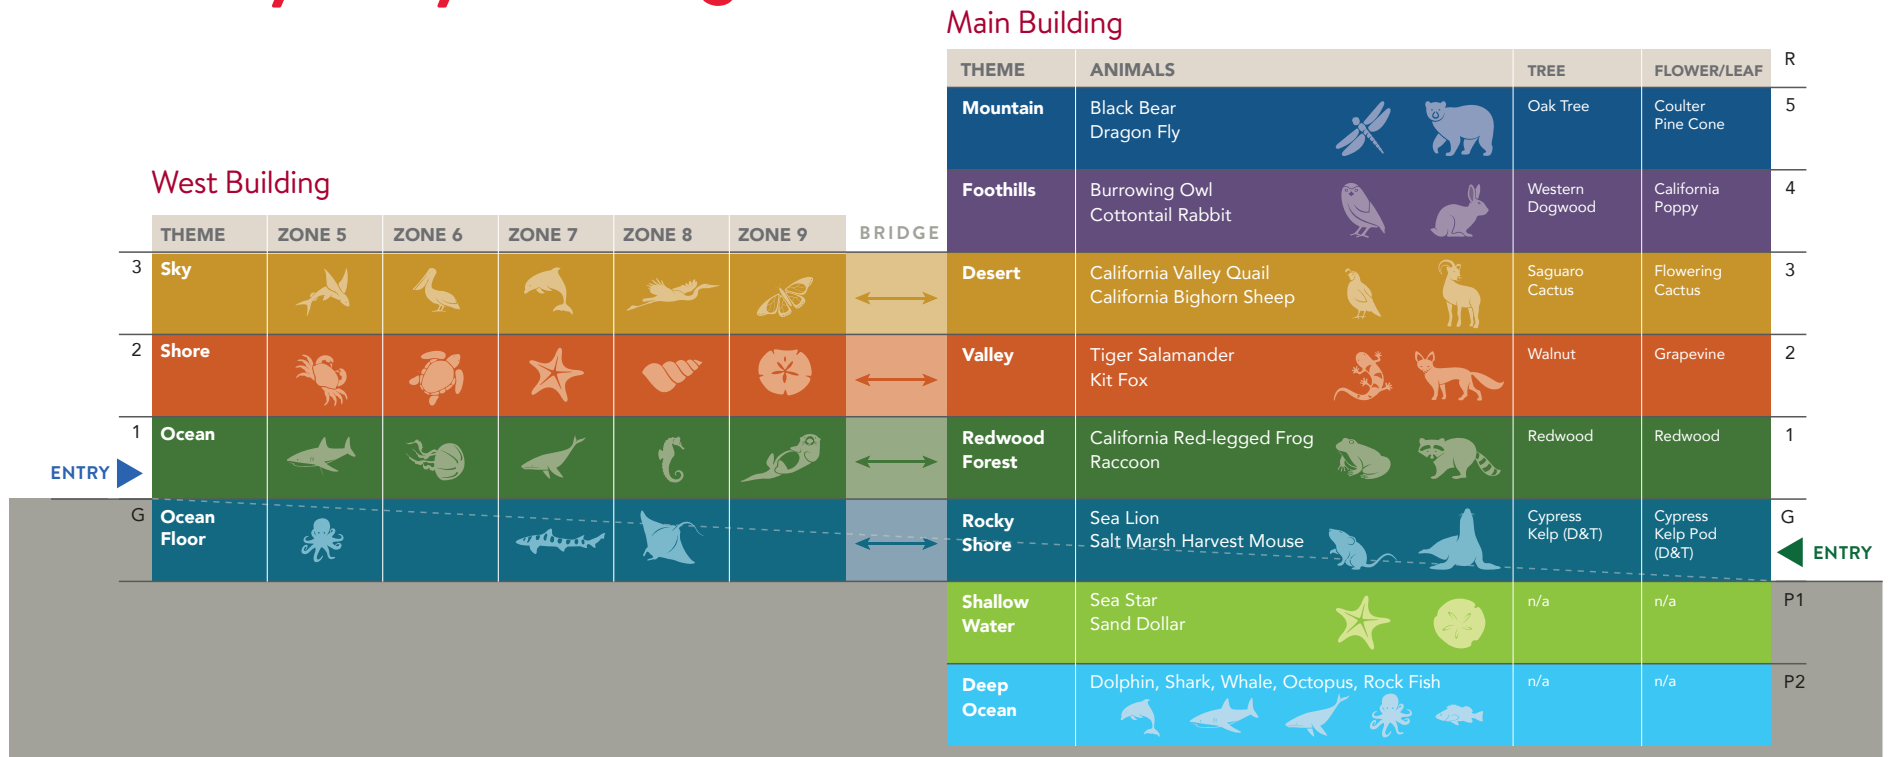 Main Building
THEME ANIMALS TREE FLOWER/LEAF R
Mountain Black Bear Oak Tree Coulter 5
Dragon Fly Pine Cone
West Building
Foothills Burrowing Owl Western California 4
Cottontail Rabbit Dogwood Poppy
THEME ZONE 5 ZONE 6 ZONE 7 ZONE 8 ZONE 9 BRIDGE
3 Sky Desert California Valley Quail Saguaro Flowering 3
California Bighorn Sheep Cactus Cactus
2 Shore Valley Tiger Salamander Walnut Grapevine 2
Kit Fox
1 Ocean Redwood California Red-legged Frog Redwood Redwood 1
Forest Raccoon
ENTRY
G Ocean Rocky Sea Lion Cypress Cypress G
Floor Shore Salt Marsh Harvest Mouse Kelp (D&T) Kelp Pod
(D&T) ENTRY
Shallow Sea Star n/a n/a P1
Water Sand Dollar
Deep Dolphin, Shark, Whale, Octopus, Rock Fish n/a n/a P2
Ocean